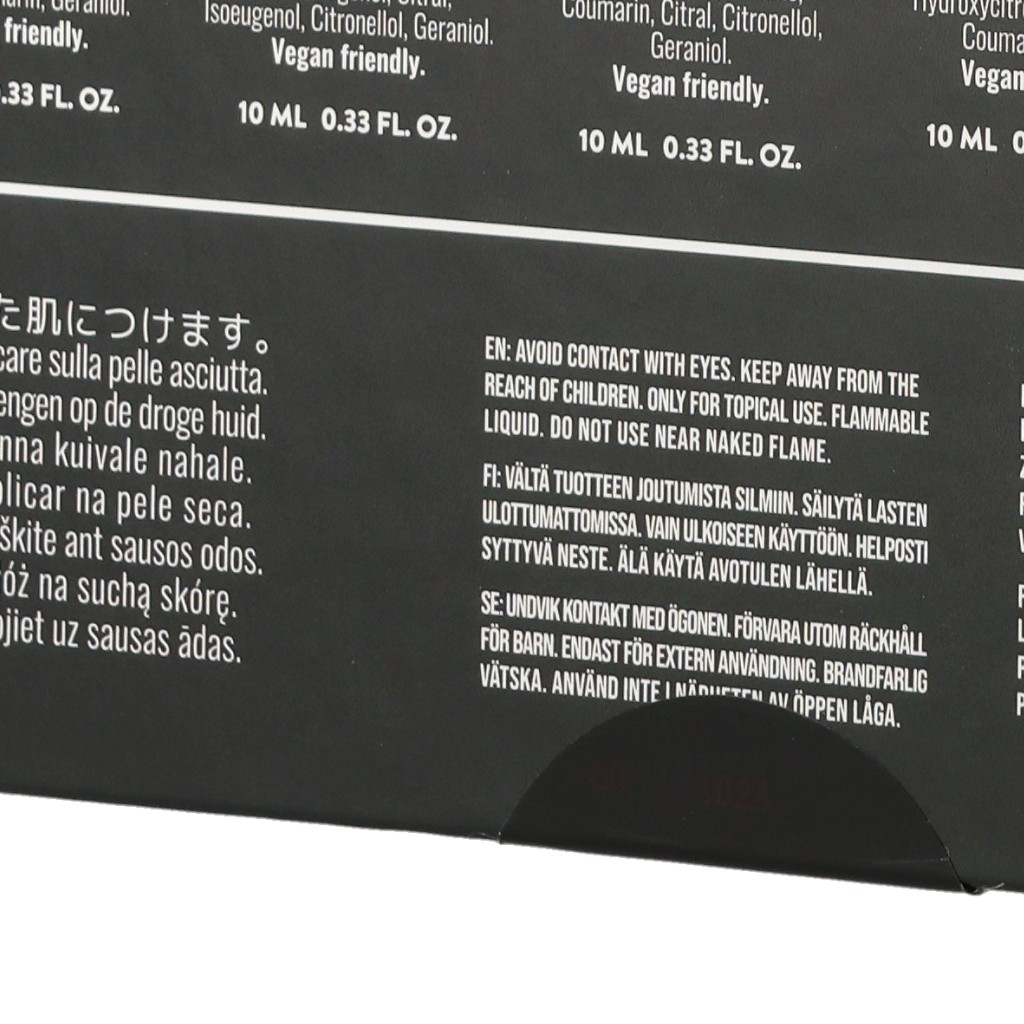 Geraniol.
friendly.
.33 FL. OZ.
Citral,
Isoeugenol, Citronellol, Geraniol.
Vegan friendly.
10 ML 0.33 FL. OZ.
Coumarin, Citral, Citronellol,
Geraniol.
Vegan friendly.
10 ML 0.33 FL. OZ.
Couma
Vegan
10 ML 0
た肌につけます。
care sulla pelle asciutta.
engen op de droge huid.
nna kuivale nahale.
licar na pele seca.
škite ant sausos odos.
óż na suchą skórę.
jiet uz sausas ādas.
EN: AVOID CONTACT WITH EYES. KEEP AWAY FROM THE
REACH OF CHILDREN. ONLY FOR TOPICAL USE. FLAMMABLE
LIQUID. DO NOT USE NEAR NAKED FLAME.
FI: VÄLTÄ TUOTTEEN JOUTUMISTA SILMIIN. SÄILYTÄ LASTEN
ULOTTUMATTOMISSA. VAIN ULKOISEEN KÄYTTÖÖN. HELPOSTI
SYTTYVÄ NESTE. ÄLÄ KÄYTÄ AVOTULEN LÄHELLÄ.
SE: UNDVIK KONTAKT MED ÖGONEN. FÖRVARA UTOM RÄCKHÅLL
FÖR BARN. ENDAST FÖR EXTERN ANVÄNDNING. BRANDFARLIG
VÄTSKA. ANVÄND INTE I NÄRHETEN AV ÖPPEN LÅGA.